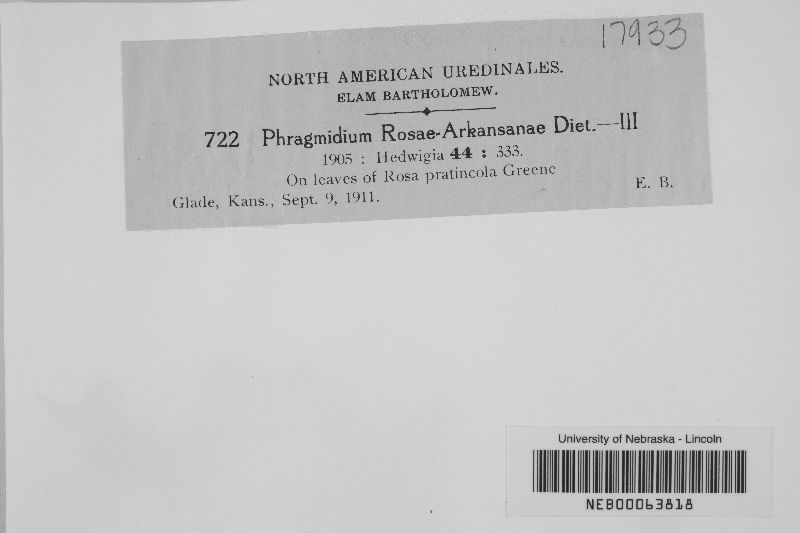 17933
NORTH AMERICAN UREDINALES.
ELAM BARTHOLOMEW.
722 Phragmidium Rosae-Arkansanae Diet.—III
1905 : Hedwigia 44 : 333.
On leaves of Rosa pratincola Greene
Glade, Kans., Sept. 9, 1911. E. B.
University of Nebraska - Lincoln
NEB00063818